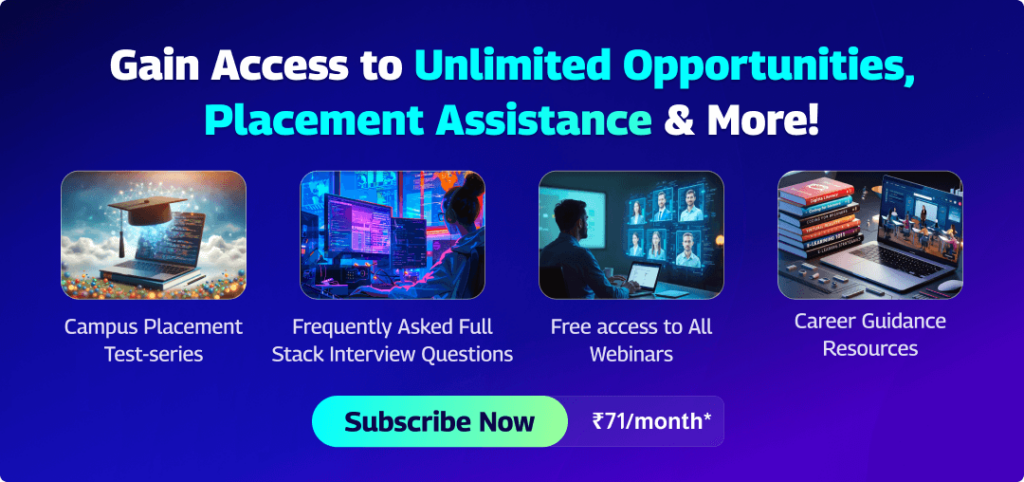 Gain Access to Unlimited Opportunities,
Placement Assistance & More!
Campus Placement
Test-series
Frequently Asked Full
Stack Interview Questions
Free access to All
Webinars
Career Guidance
Resources
Subscribe Now
₹71/month*